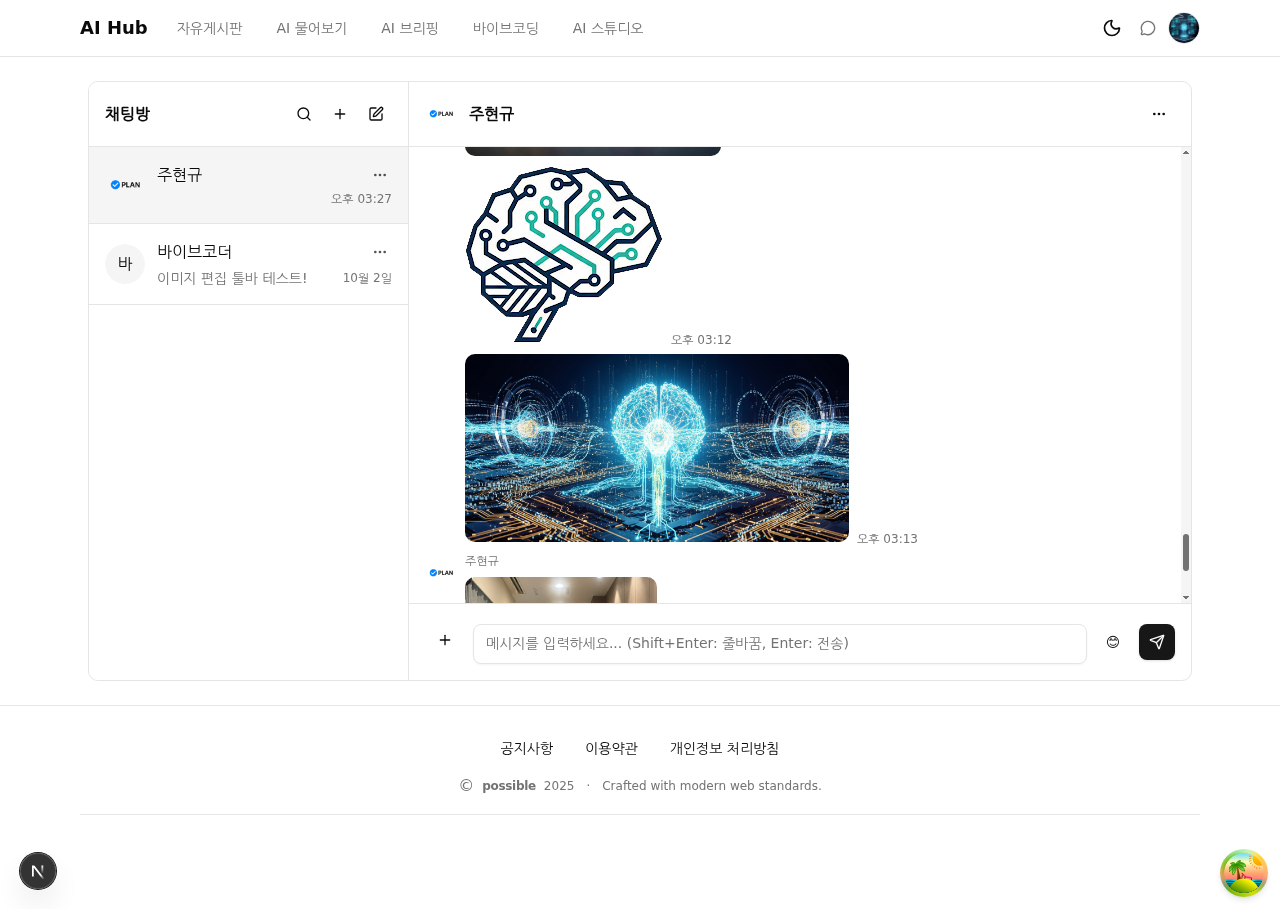 AI Hub 자유게시판 AI 물어보기 AI 브리핑 바이브코딩 AI 스튜디오
채팅방
PLAN 주현규
오후 03:27
바 바이브코더
이미지 편집 툴바 테스트! 10월 2일
PLAN 주현규
오후 03:12
오후 03:13
주현규
PLAN
메시지를 입력하세요... (Shift+Enter: 줄바꿈, Enter: 전송)
공지사항 이용약관 개인정보 처리방침
© possible 2025 · Crafted with modern web standards.
N